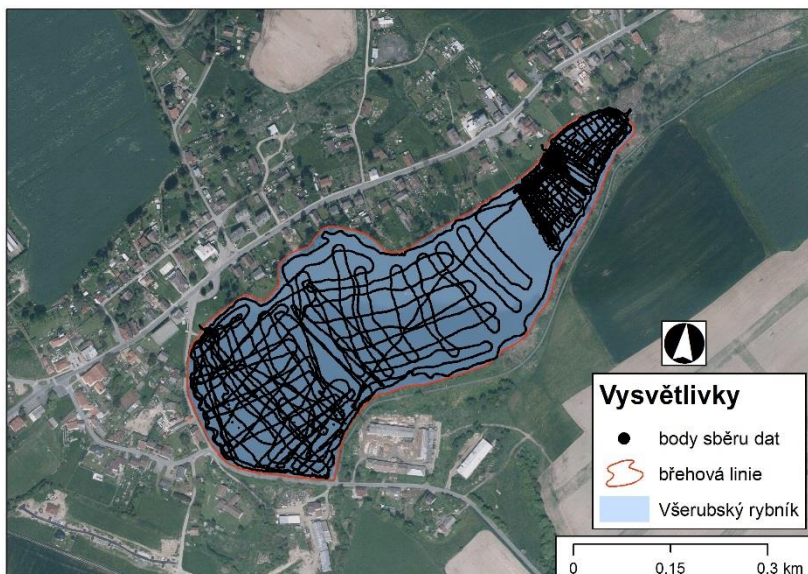 Vysvětlivky
body sběru dat
břehová linie
Všerubský rybník
0 0.15 0.3 km